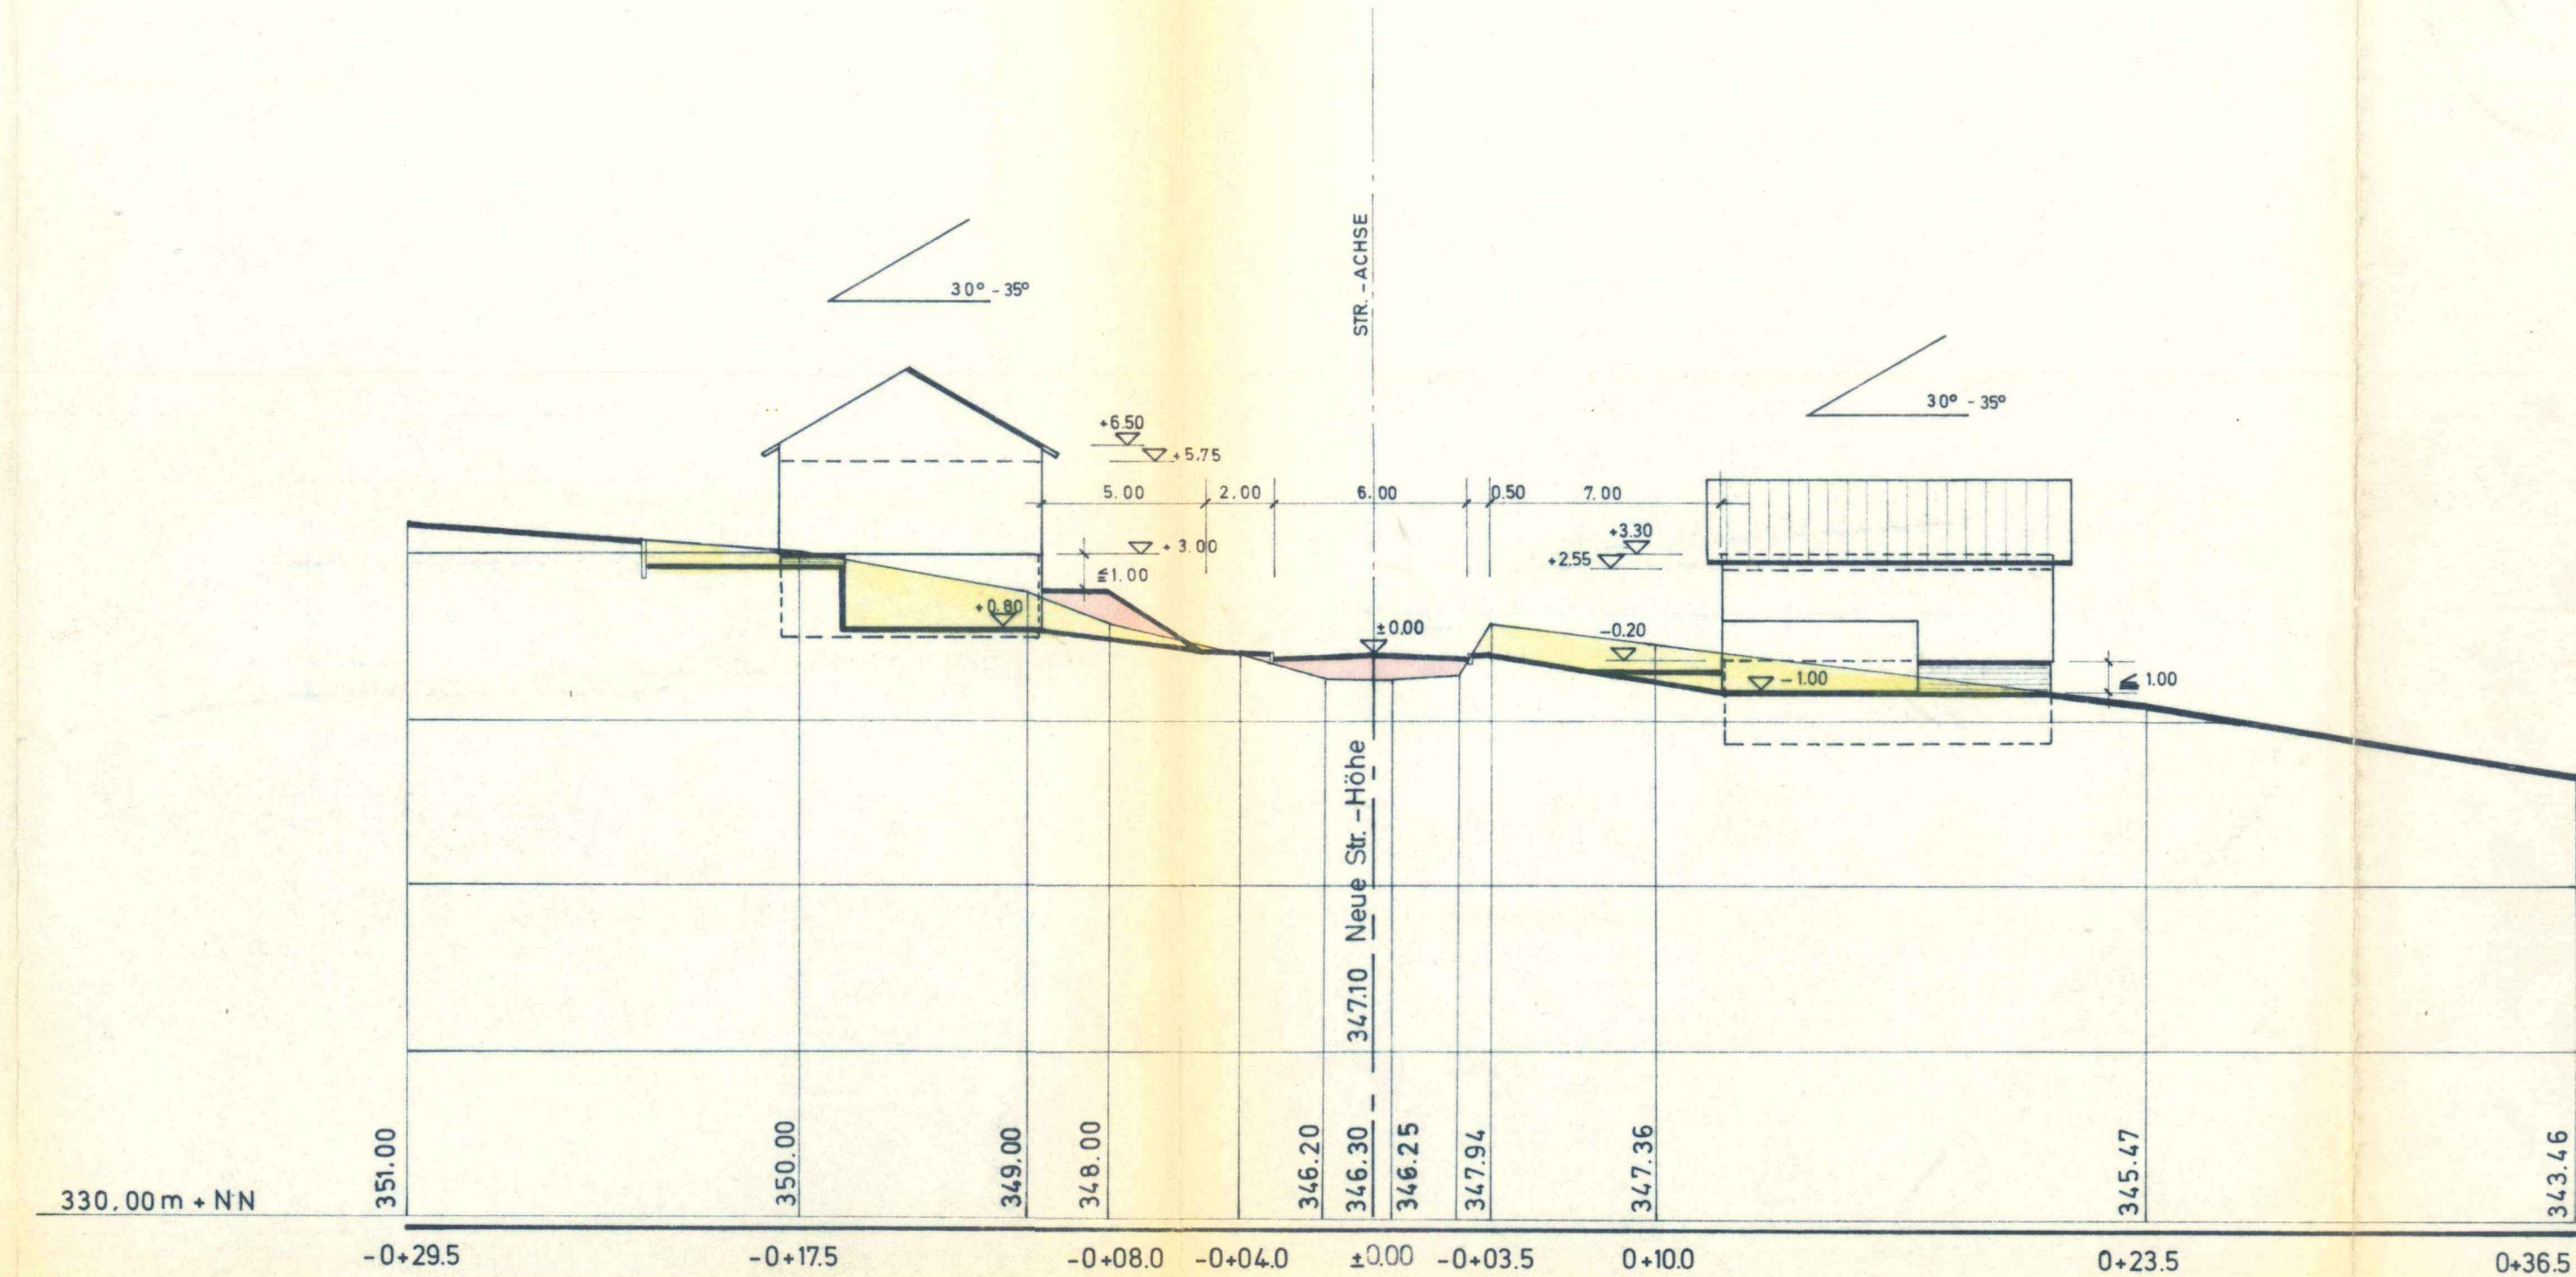 STR. - ACHSE
30° - 35°
30° - 35°
+6.50
+5.75
5.00 2.00 6.00 0.50 7.00
+3.30
+ 3.00
+2.55
≦1.00
+0.80
±0.00
-0.20
-1.00
≦ 1.00
347.10 Neue Str. -Höhe
351.00 350.00 349.00 348.00 346.20 346.30 346.25 347.94 347.36 345.47 343.46
330.00m + NN
-0+29.5 -0+17.5 -0+08.0 -0+04.0 ±0.00 -0+03.5 0+10.0 0+23.5 0+36.5